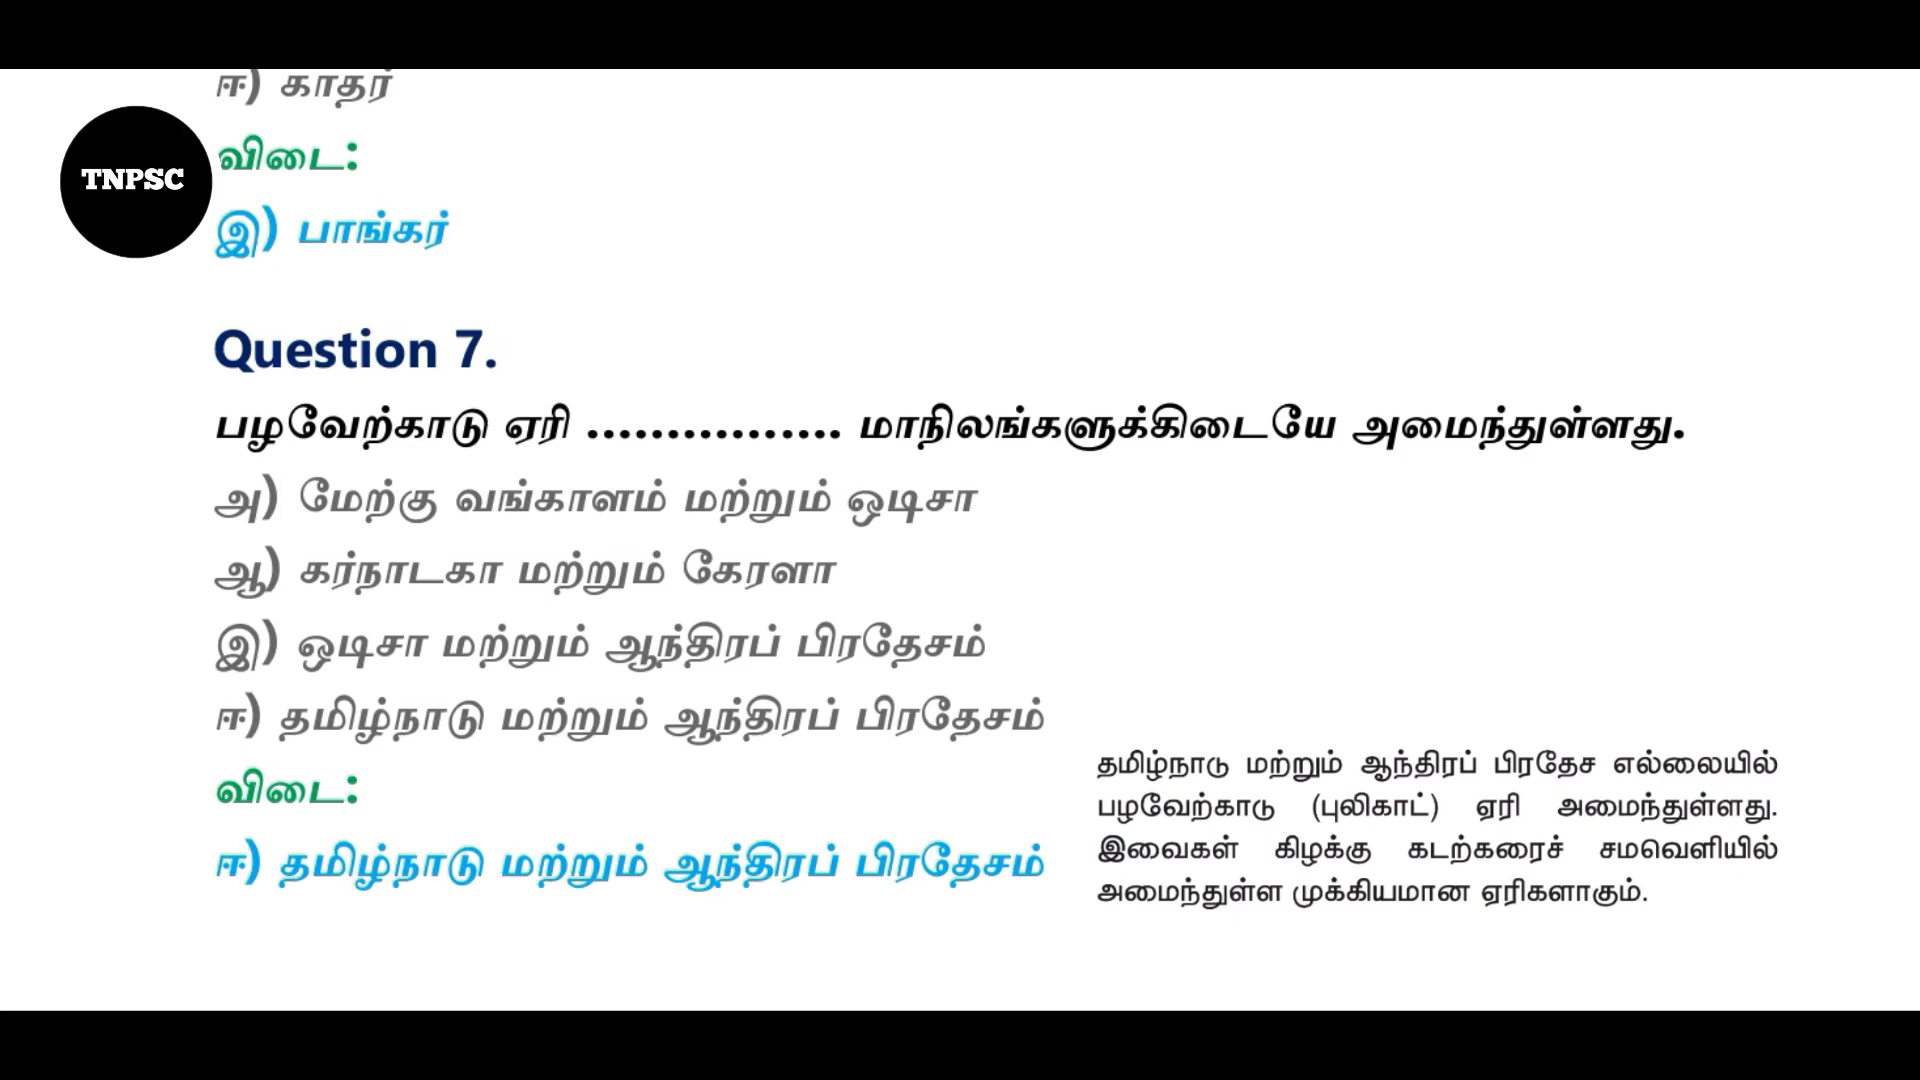 ஈ) காதர்
TNPSC
விடை:
இ) பாங்கர்
Question 7.
பழவேற்காடு ஏரி ................ மாநிலங்களுக்கிடையே அமைந்துள்ளது.
அ) மேற்கு வங்காளம் மற்றும் ஒடிசா
ஆ) கர்நாடகா மற்றும் கேரளா
இ) ஒடிசா மற்றும் ஆந்திரப் பிரதேசம்
ஈ) தமிழ்நாடு மற்றும் ஆந்திரப் பிரதேசம்
விடை:
ஈ) தமிழ்நாடு மற்றும் ஆந்திரப் பிரதேசம்
தமிழ்நாடு மற்றும் ஆந்திரப் பிரதேச எல்லையில்
பழவேற்காடு (புலிகாட்) ஏரி அமைந்துள்ளது.
இவைகள் கிழக்கு கடற்கரைச் சமவெளியில்
அமைந்துள்ள முக்கியமான ஏரிகளாகும்.